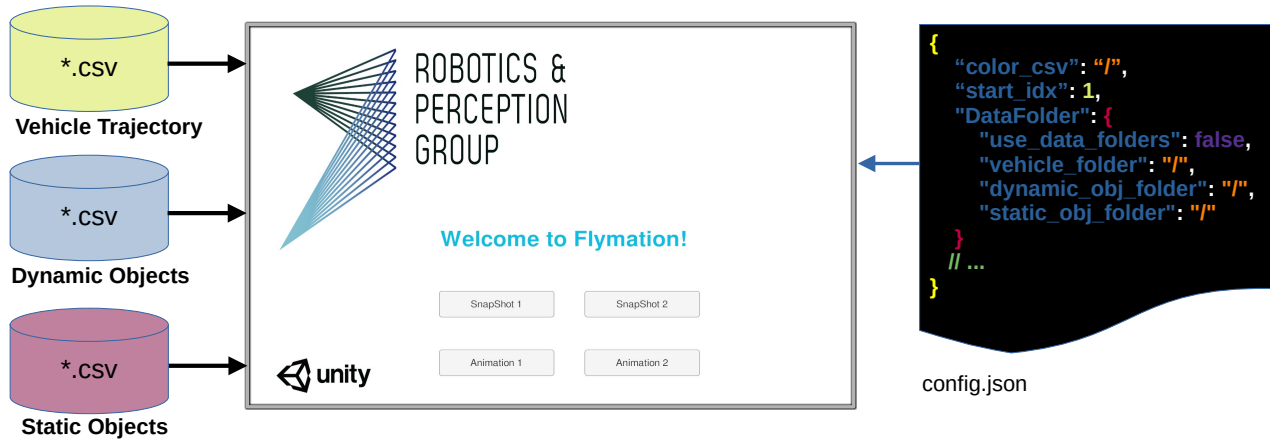 *.csv
Vehicle Trajectory
*.csv
Dynamic Objects
*.csv
Static Objects
ROBOTICS &
PERCEPTION
GROUP
Welcome to Flymation!
SnapShot 1
SnapShot 2
Animation 1
Animation 2
unity
{
“color_csv”: “/”,
“start_idx”: 1,
"DataFolder": {
"use_data_folders": false,
"vehicle_folder": "/",
"dynamic_obj_folder": "/",
"static_obj_folder": "/"
}
// ...
}
config.json